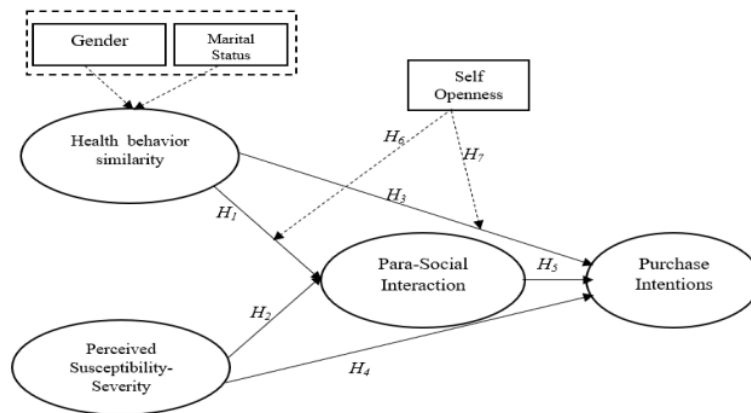 Gender
Marital
Status
Self
Openness
Health behavior
similarity
H6
H7
H1
H3
Para-Social
Interaction
H5
Purchase
Intentions
H2
Perceived
Susceptibility-
Severity
H4